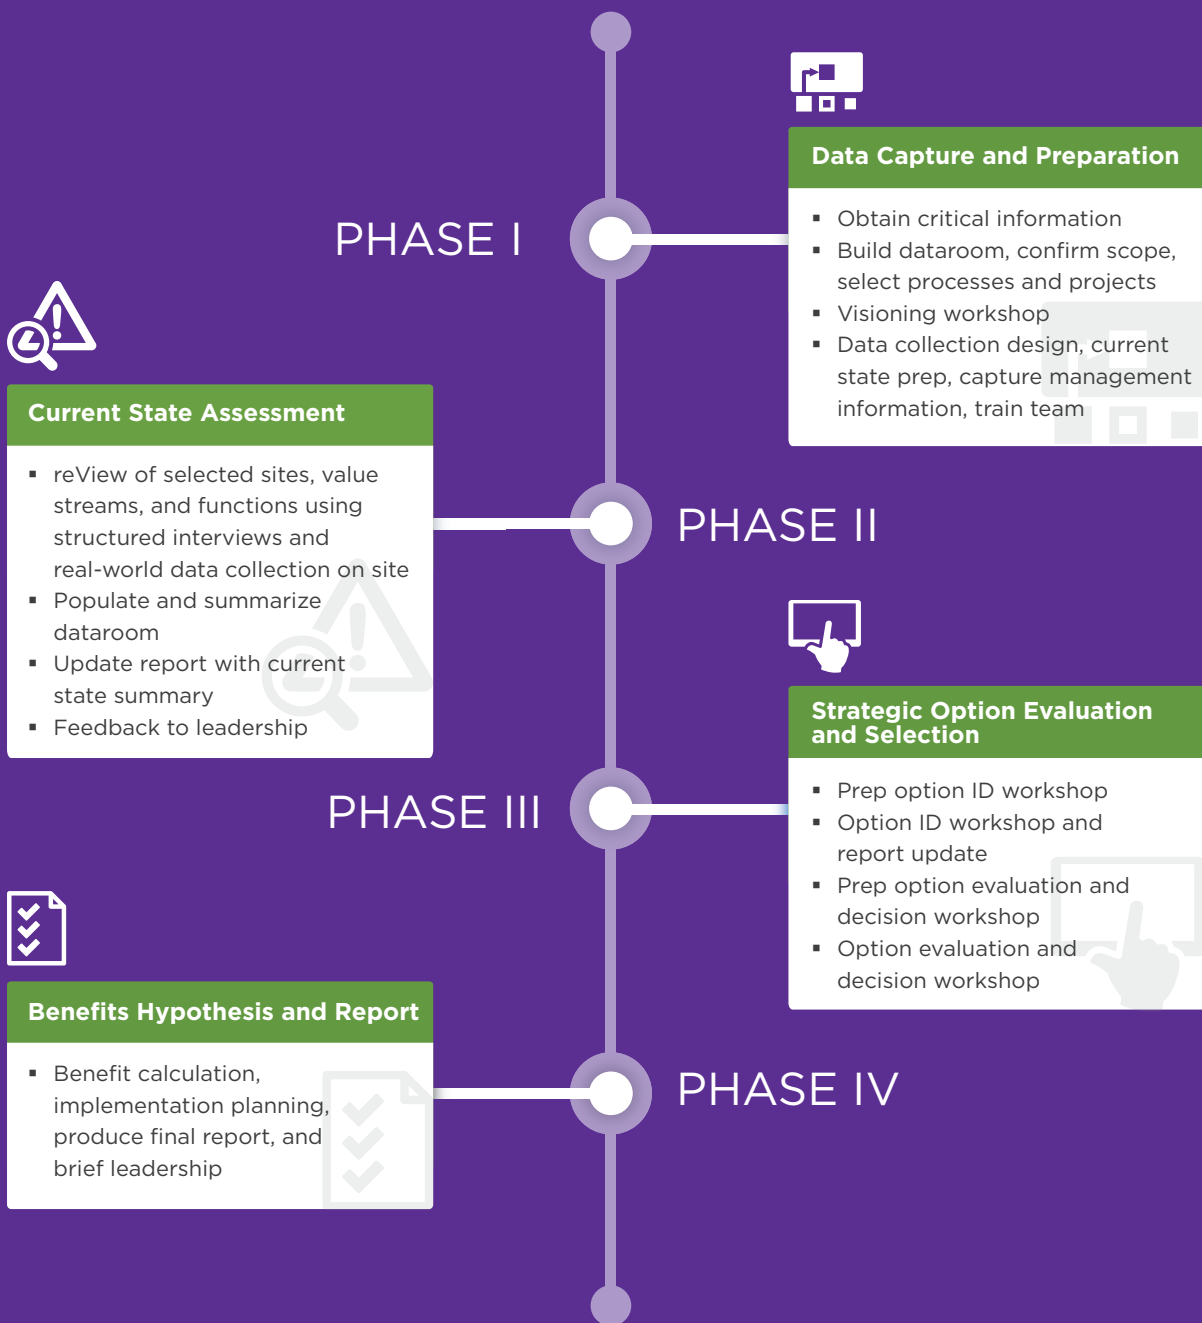 PHASE I
Data Capture and Preparation
▪ Obtain critical information
▪ Build dataroom, confirm scope,
select processes and projects
▪ Visioning workshop
▪ Data collection design, current
state prep, capture management
information, train team
PHASE II
Current State Assessment
▪ reView of selected sites, value
streams, and functions using
structured interviews and
real-world data collection on site
▪ Populate and summarize
dataroom
▪ Update report with current
state summary
▪ Feedback to leadership
PHASE III
Strategic Option Evaluation
and Selection
▪ Prep option ID workshop
▪ Option ID workshop and
report update
▪ Prep option evaluation and
decision workshop
▪ Option evaluation and
decision workshop
PHASE IV
Benefits Hypothesis and Report
▪ Benefit calculation,
implementation planning,
produce final report, and
brief leadership